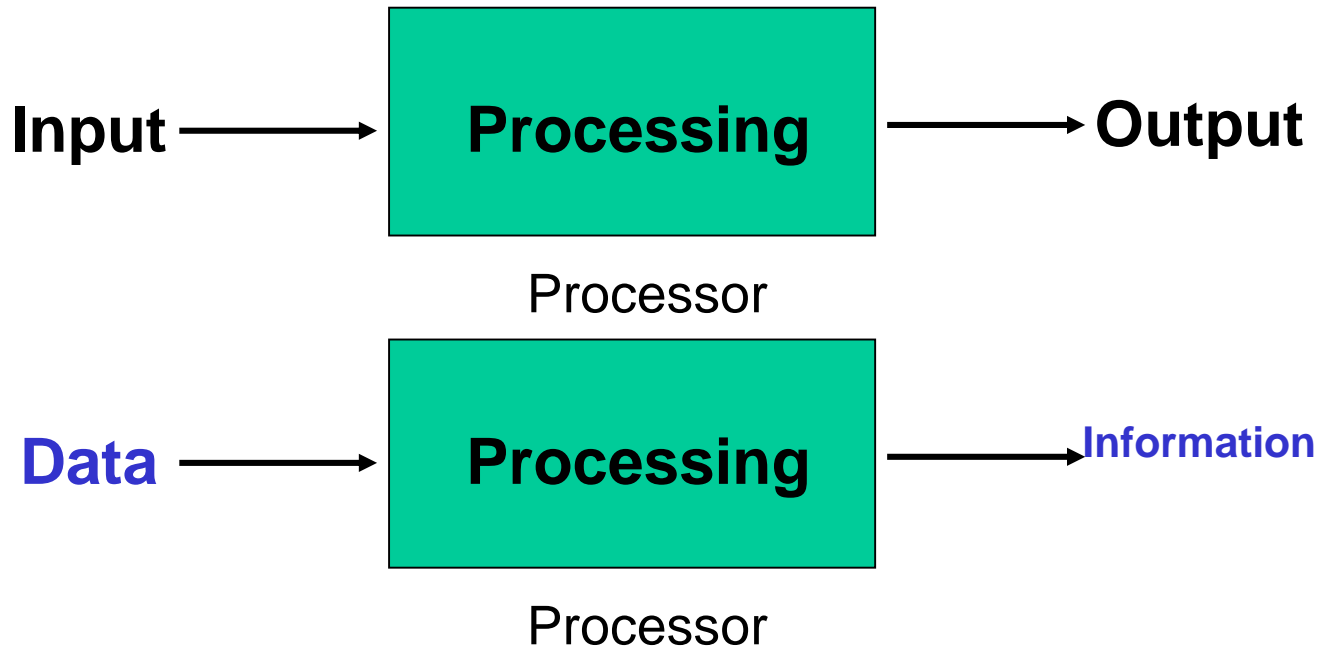 Input Processing Output
Processor
Data Processing Information
Processor